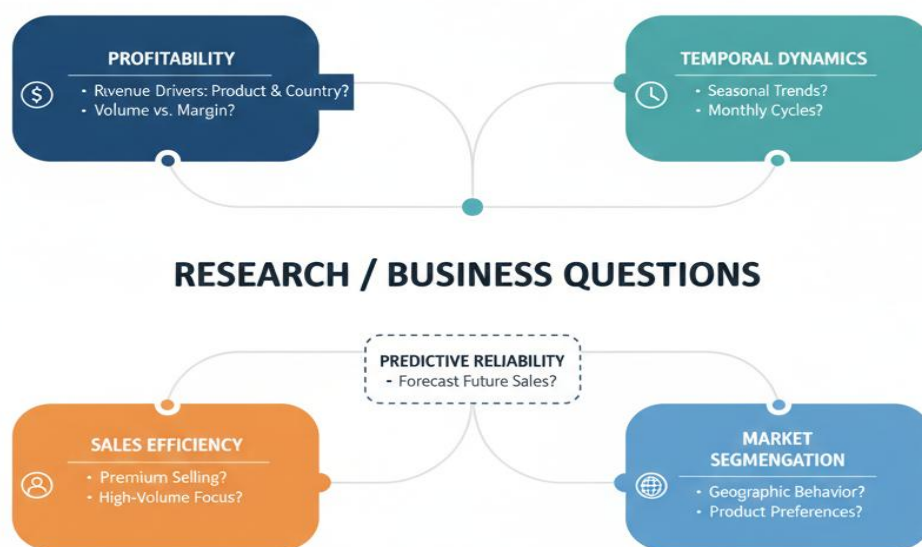 PROFITABILITY
$
• Revenue Drivers: Product & Country?
• Volume vs. Margin?
TEMPORAL DYNAMICS
• Seasonal Trends?
• Monthly Cycles?
RESEARCH / BUSINESS QUESTIONS
PREDICTIVE RELIABILITY
- Forecast Future Sales?
SALES EFFICIENCY
• Premium Selling?
• High-Volume Focus?
MARKET
SEGMENGATION
• Geographic Behavior?
• Product Preferences?